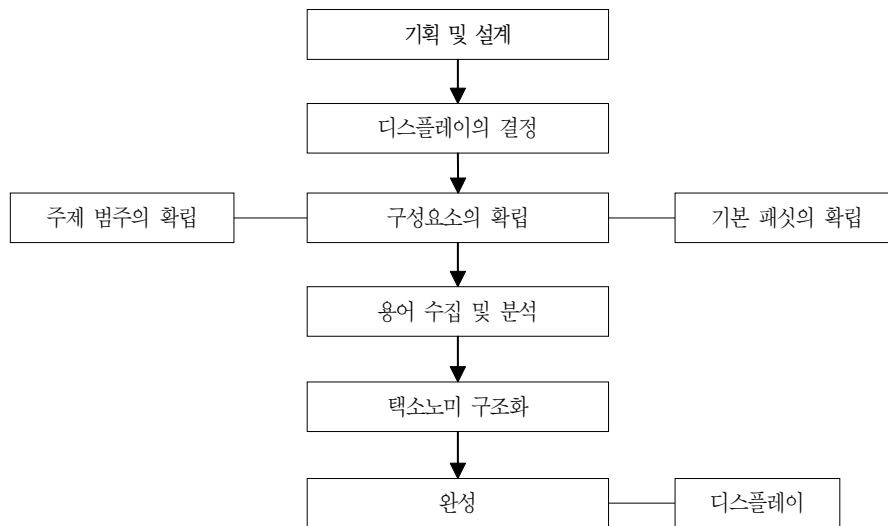 기획 및 설계
디스플레이의 결정
주제 범주의 확립
구성요소의 확립
기본 패싯의 확립
용어 수집 및 분석
택소노미 구조화
완성
디스플레이